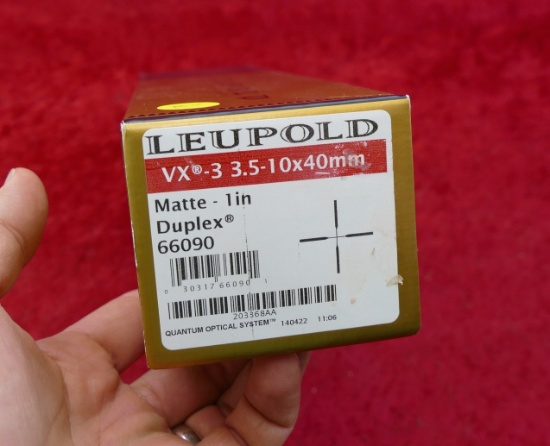 LEUPOLD
VX®-3 3.5-10x40mm
Matte - 1in
Duplex®
66090
0 30317 66090 1
203368AA
QUANTUM OPTICAL SYSTEM™ 140422 11:06